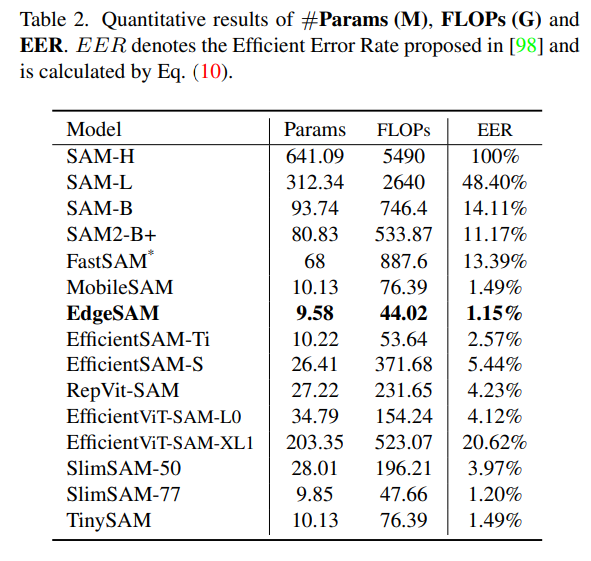 Table 2. Quantitative results of #Params (M), FLOPs (G) and
EER. EER denotes the Efficient Error Rate proposed in [98] and
is calculated by Eq. (10).
Model Params FLOPs EER
SAM-H 641.09 5490 100%
SAM-L 312.34 2640 48.40%
SAM-B 93.74 746.4 14.11%
SAM2-B+ 80.83 533.87 11.17%
FastSAM* 68 887.6 13.39%
MobileSAM 10.13 76.39 1.49%
EdgeSAM 9.58 44.02 1.15%
EfficientSAM-Ti 10.22 53.64 2.57%
EfficientSAM-S 26.41 371.68 5.44%
RepVit-SAM 27.22 231.65 4.23%
EfficientViT-SAM-L0 34.79 154.24 4.12%
EfficientViT-SAM-XL1 203.35 523.07 20.62%
SlimSAM-50 28.01 196.21 3.97%
SlimSAM-77 9.85 47.66 1.20%
TinySAM 10.13 76.39 1.49%